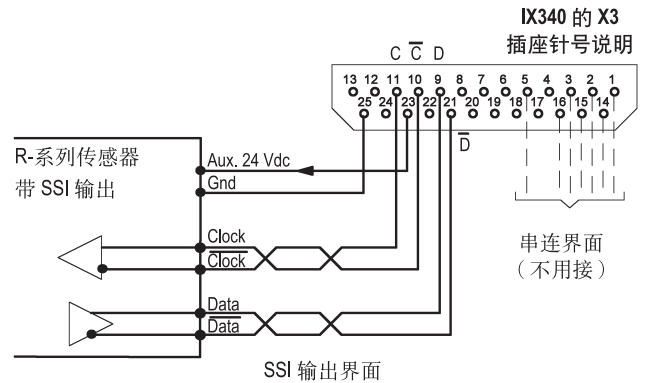 IX340 的 X3
插座针号说明
C C̅ D
13 12 11 10 9 8 7 6 5 4 3 2 1
25 24 23 22 21 20 19 18 17 16 15 14
D̅
R-系列传感器
带 SSI 输出
Aux. 24 Vdc
Gnd
Clock
C̅l̅o̅c̅k̅
Data
D̅a̅t̅a̅
串连界面
（不用接）
SSI 输出界面